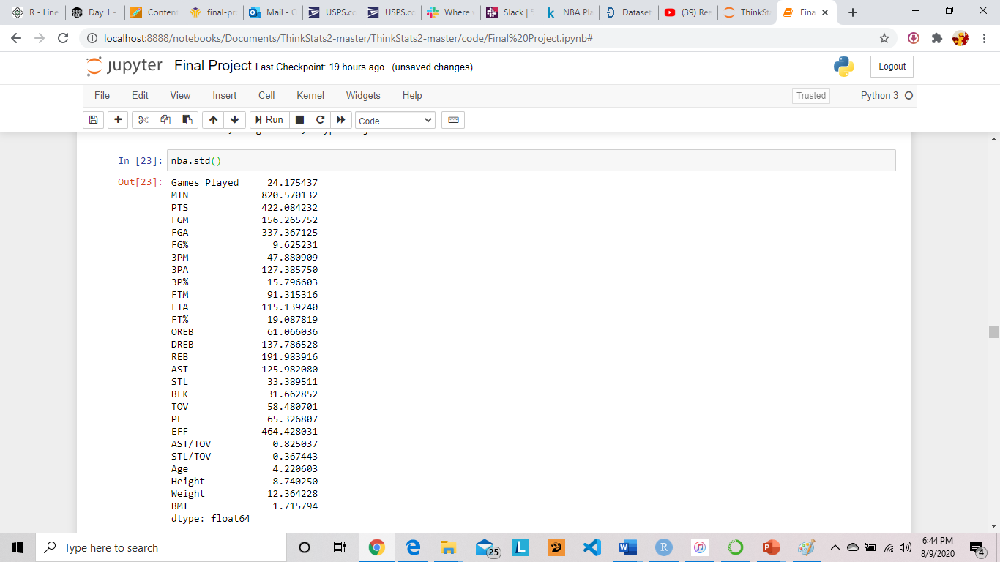 R - Line
Day 1 -
Content
final-pr
Mail - C
USPS.cc
USPS.cc
Where
Slack | 5
NBA Pla
Dataset
(39) Rea
ThinkSta
Fina
localhost:8888/notebooks/Documents/ThinkStats2-master/ThinkStats2-master/code/Final%20Project.ipynb#
jupyter Final Project Last Checkpoint: 19 hours ago (unsaved changes)
Logout
File Edit View Insert Cell Kernel Widgets Help
Trusted
Python 3
Run
Code
In [23]: nba.std()
Out[23]: Games Played 24.175437
MIN 820.570132
PTS 422.084232
FGM 156.265752
FGA 337.367125
FG% 9.625231
3PM 47.880909
3PA 127.385750
3P% 15.796603
FTM 91.315316
FTA 115.139240
FT% 19.087819
OREB 61.066036
DREB 137.786528
REB 191.983916
AST 125.982080
STL 33.389511
BLK 31.662852
TOV 58.480701
PF 65.326807
EFF 464.428031
AST/TOV 0.825037
STL/TOV 0.367443
Age 4.220603
Height 8.740250
Weight 12.364228
BMI 1.715794
dtype: float64
Type here to search
25
6:44 PM
8/9/2020
4